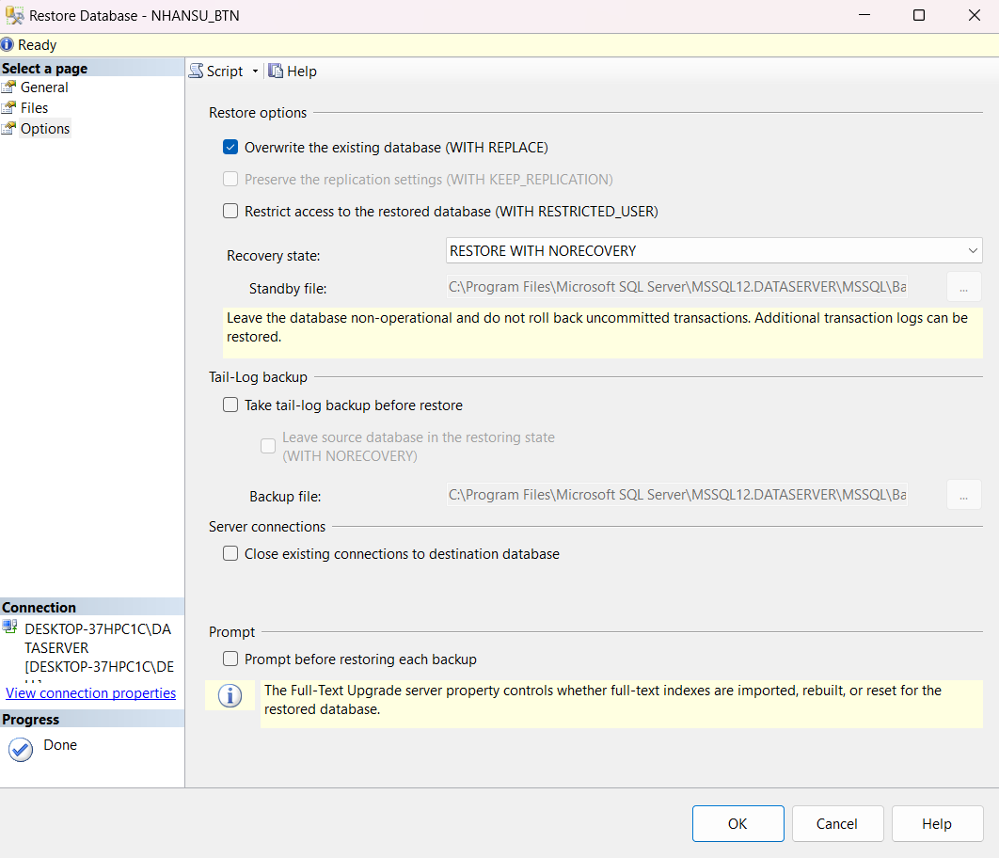 Restore Database - NHANSU_BTN
Ready
Select a page
General
Files
Options
Script
Help
Restore options
Overwrite the existing database (WITH REPLACE)
Preserve the replication settings (WITH KEEP_REPLICATION)
Restrict access to the restored database (WITH RESTRICTED_USER)
Recovery state:
RESTORE WITH NORECOVERY
Standby file:
C:\Program Files\Microsoft SQL Server\MSSQL12.DATASERVER\MSSQL\Ba
...
Leave the database non-operational and do not roll back uncommitted transactions. Additional transaction logs can be
restored.
Tail-Log backup
Take tail-log backup before restore
Leave source database in the restoring state
(WITH NORECOVERY)
Backup file:
C:\Program Files\Microsoft SQL Server\MSSQL12.DATASERVER\MSSQL\Ba
...
Server connections
Close existing connections to destination database
Prompt
Prompt before restoring each backup
The Full-Text Upgrade server property controls whether full-text indexes are imported, rebuilt, or reset for the
restored database.
Connection
DESKTOP-37HPC1C\DA
TASERVER
[DESKTOP-37HPC1C\DE
View connection properties
Progress
Done
OK
Cancel
Help